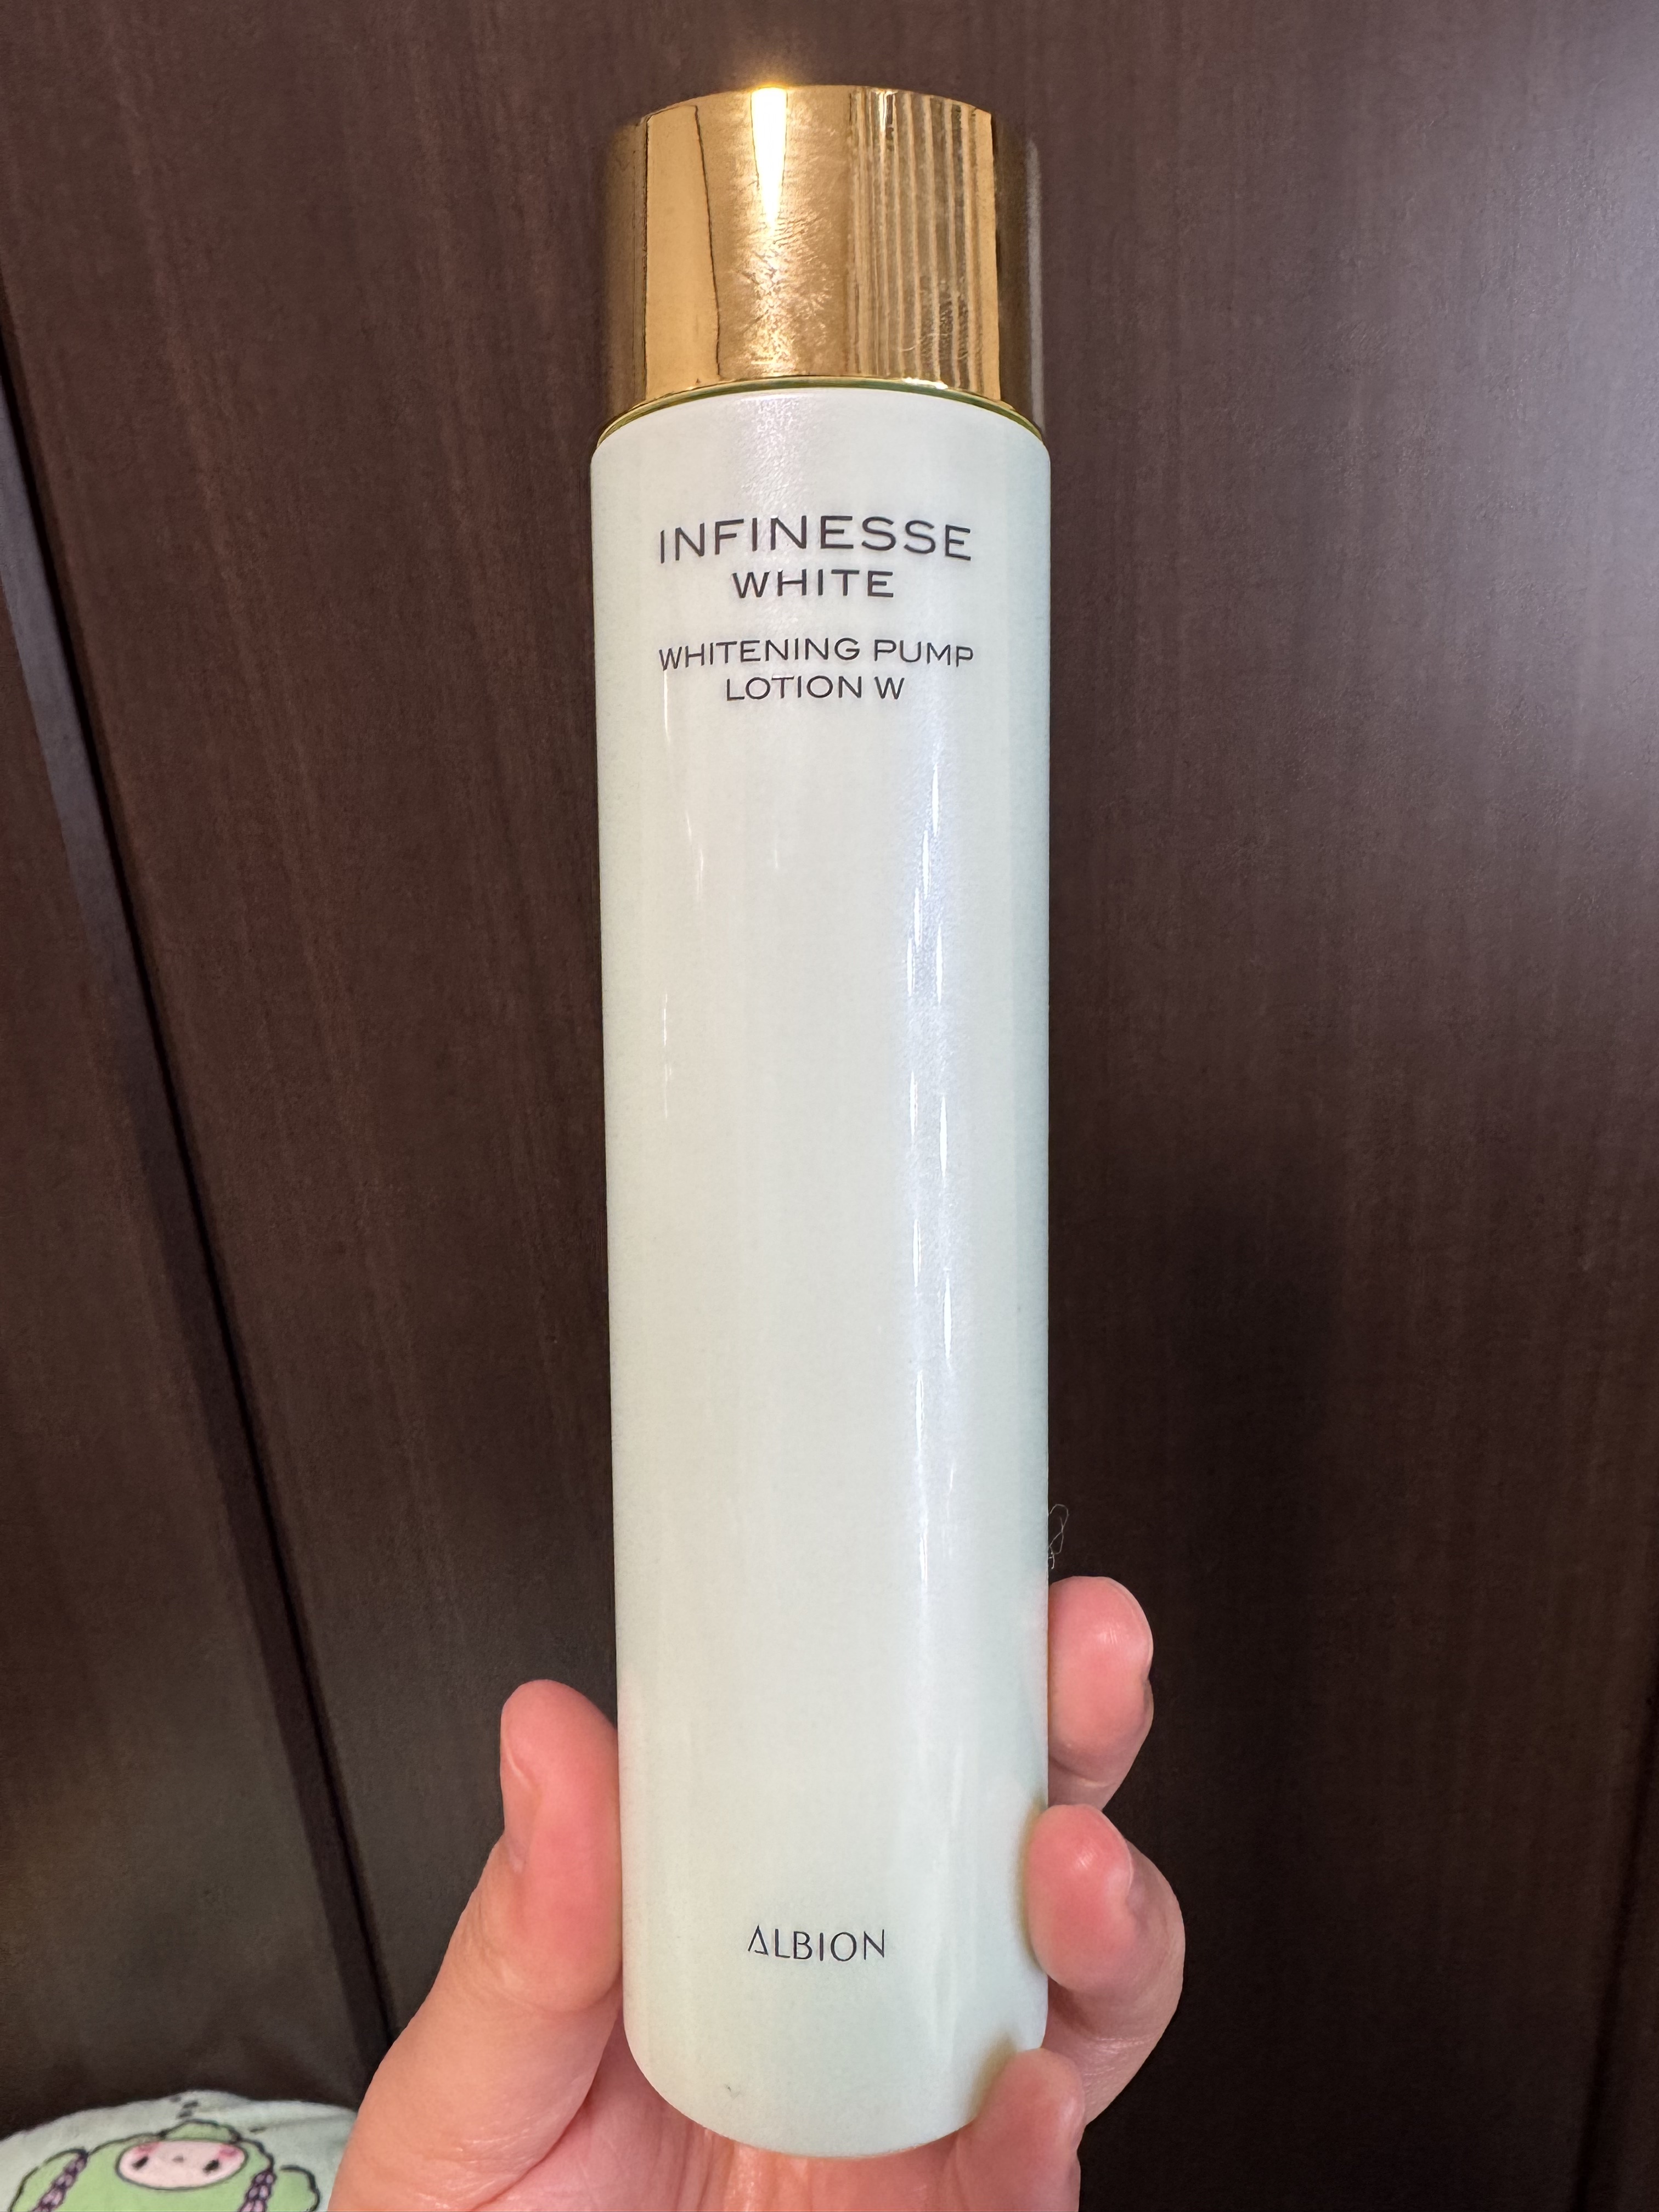 INFINESSE
WHITE
WHITENING PUMP
LOTION W
ALBION